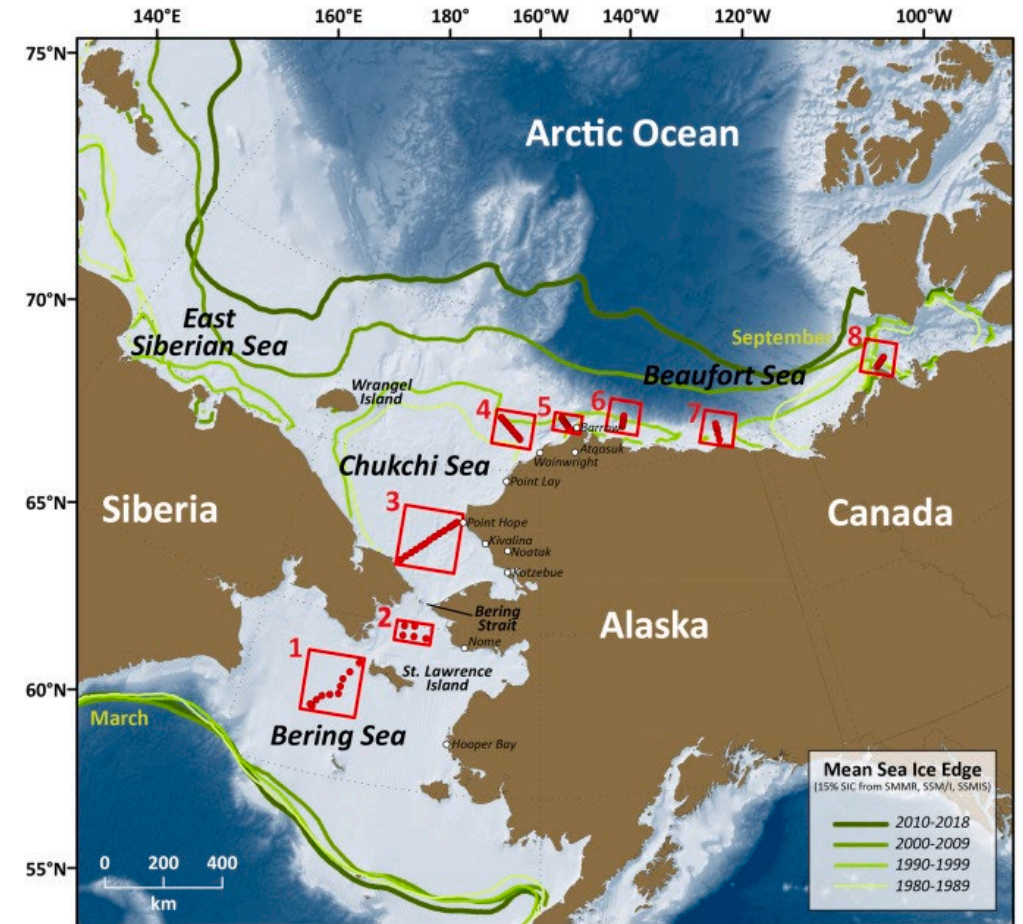 140°E 160°E 180° 160°W 140°W 120°W 100°W
75°N
70°N
65°N
60°N
55°N
Arctic Ocean
East
Siberian Sea
September
8
Beaufort Sea
Wrangel
Island
4
5
6
7
Barrow
Atqasuk
Wainwright
Chukchi Sea
Point Lay
Siberia
3
Canada
Point Hope
Kivalina
Noatak
Kotzebue
Bering
Strait
2
Alaska
Nome
1
St. Lawrence
Island
March
Bering Sea
Hooper Bay
0 200 400
km
Mean Sea Ice Edge
(15% SIC from SMMR, SSM/I, SSMIS)
2010-2018
2000-2009
1990-1999
1980-1989